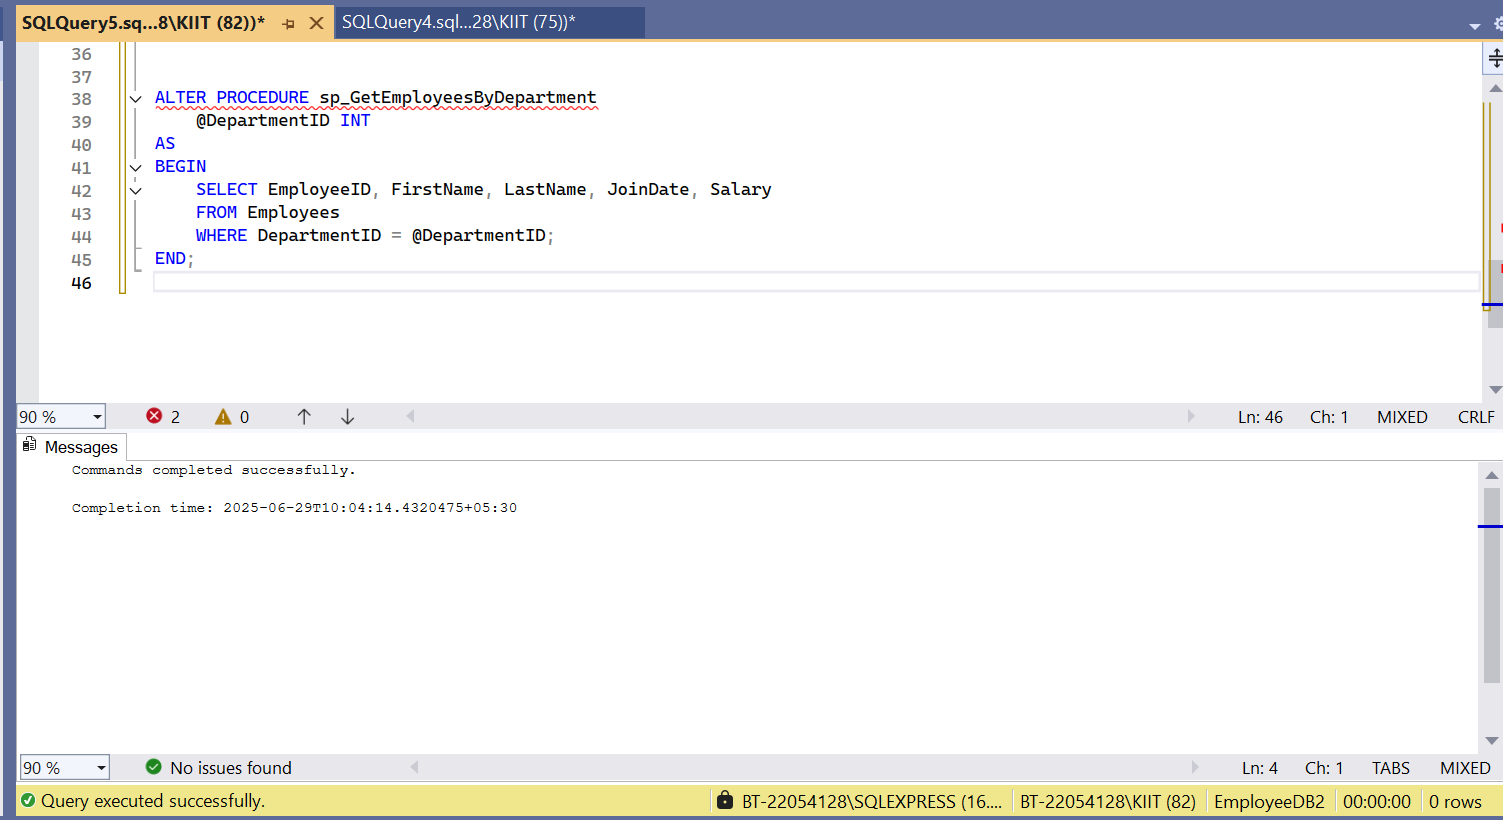 SQLQuery5.sq...8\KIIT (82))* SQLQuery4.sql...28\KIIT (75))*
36
37
38 ALTER PROCEDURE sp_GetEmployeesByDepartment
39 @DepartmentID INT
40 AS
41 BEGIN
42 SELECT EmployeeID, FirstName, LastName, JoinDate, Salary
43 FROM Employees
44 WHERE DepartmentID = @DepartmentID;
45 END;
46
90 % 2 0 Ln: 46 Ch: 1 MIXED CRLF
Messages
Commands completed successfully.
Completion time: 2025-06-29T10:04:14.4320475+05:30
90 % No issues found Ln: 4 Ch: 1 TABS MIXED
Query executed successfully. BT-22054128\SQLEXPRESS (16.... BT-22054128\KIIT (82) EmployeeDB2 00:00:00 0 rows